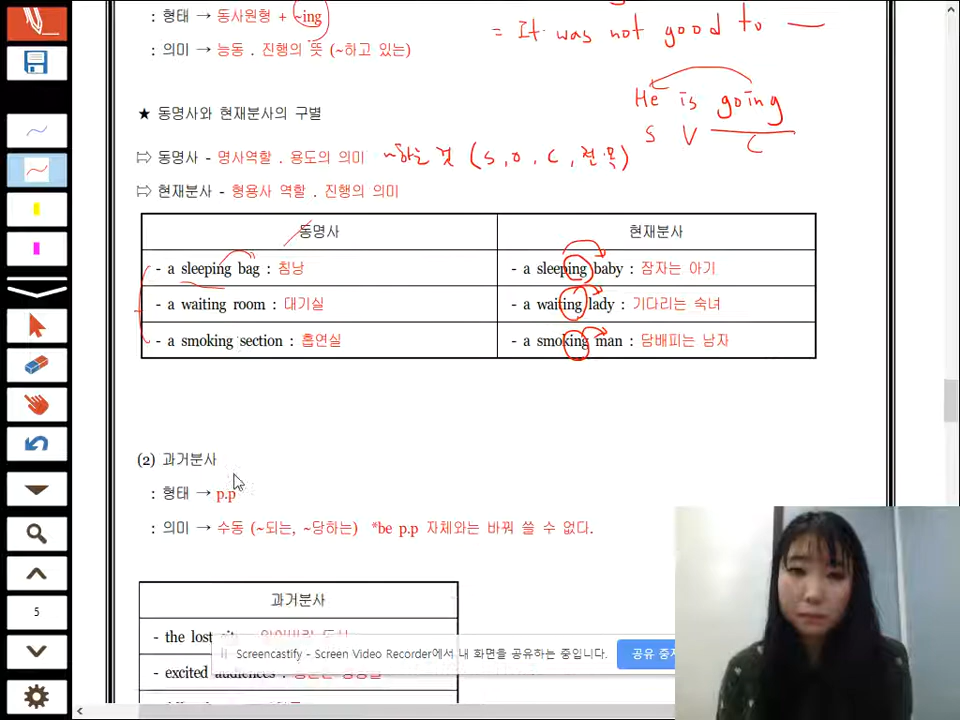 : 형태 → 동사원형 + -ing
= It was not good to —
: 의미 → 능동 . 진행의 뜻 (~하고 있는)
He is going
S V C
★ 동명사와 현재분사의 구별
⇨ 동명사 - 명사역할 . 용도의 의미 ~하는 것 (S, O, C, 전.목)
⇨ 현재분사 - 형용사 역할 . 진행의 의미
동명사 현재분사
- a sleeping bag : 침낭 - a sleeping baby : 잠자는 아기
- a waiting room : 대기실 - a waiting lady : 기다리는 숙녀
- a smoking section : 흡연실 - a smoking man : 담배피는 남자
(2) 과거분사
: 형태 → p.p
: 의미 → 수동 (~되는, ~당하는) *be p.p 자체와는 바꿔 쓸 수 없다.
과거분사
5
- the lost
Screencastify - Screen Video Recorder에서 내 화면을 공유하는 중입니다. 공유 중지
- excited audiences :